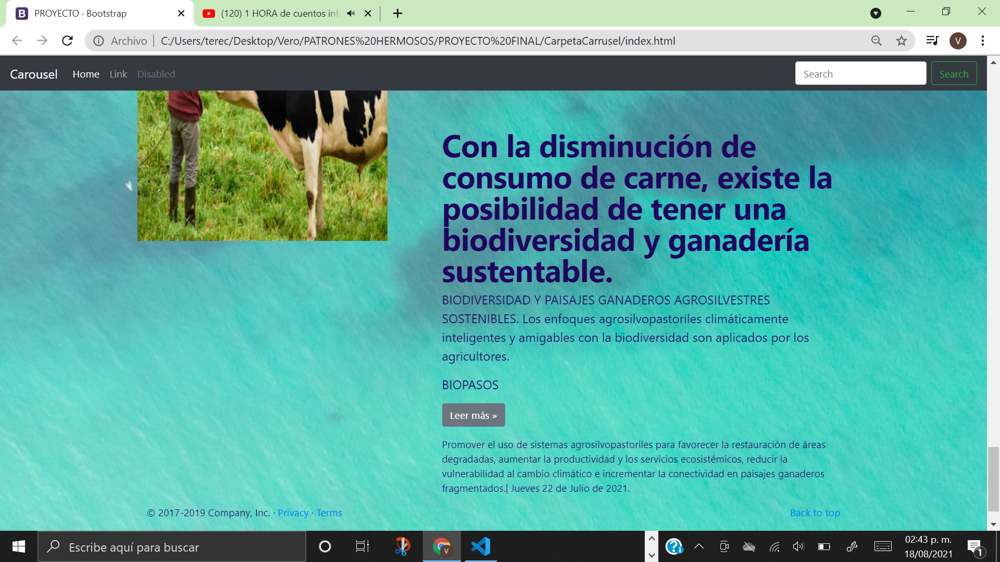 PROYECTO · Bootstrap
(120) 1 HORA de cuentos infa
Archivo
C:/Users/terec/Desktop/Vero/PATRONES%20HERMOSOS/PROYECTO%20FINAL/CarpetaCarrusel/index.html
V
Carousel Home Link Disabled
Search
Search
Con la disminución de
consumo de carne, existe la
posibilidad de tener una
biodiversidad y ganadería
sustentable.
BIODIVERSIDAD Y PAISAJES GANADEROS AGROSILVESTRES
SOSTENIBLES. Los enfoques agrosilvopastoriles climáticamente
inteligentes y amigables con la biodiversidad son aplicados por los
agricultores.
BIOPASOS
Leer más »
Promover el uso de sistemas agrosilvopastoriles para favorecer la restauración de áreas
degradadas, aumentar la productividad y los servicios ecosistémicos, reducir la
vulnerabilidad al cambio climático e incrementar la conectividad en paisajes ganaderos
fragmentados.| Jueves 22 de Julio de 2021.
© 2017-2019 Company, Inc. · Privacy · Terms
Back to top
Escribe aquí para buscar
V
02:43 p. m.
18/08/2021
1